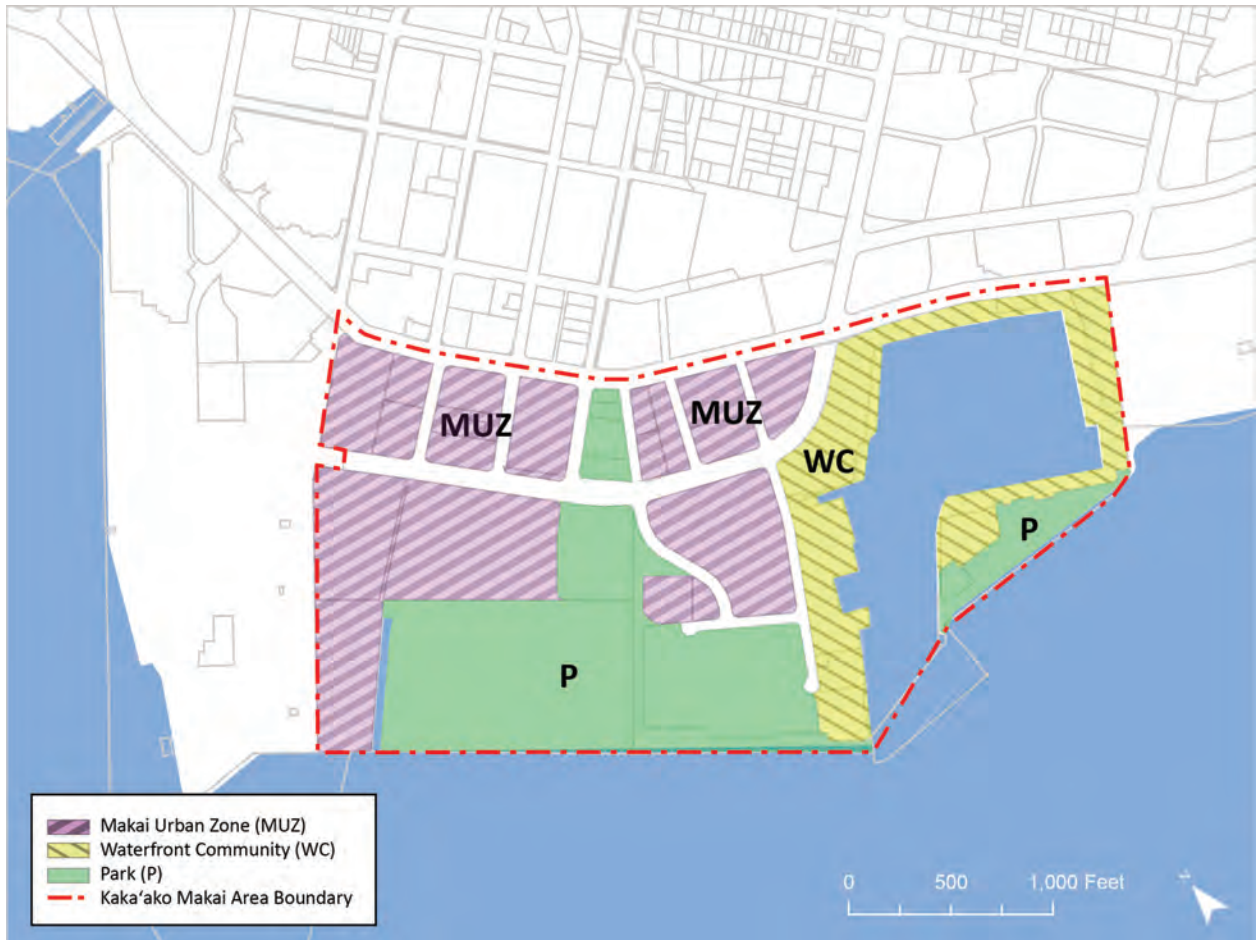 MUZ
MUZ
WC
P
P
Makai Urban Zone (MUZ)
Waterfront Community (WC)
Park (P)
Kaka‘ako Makai Area Boundary
0 500 1,000 Feet